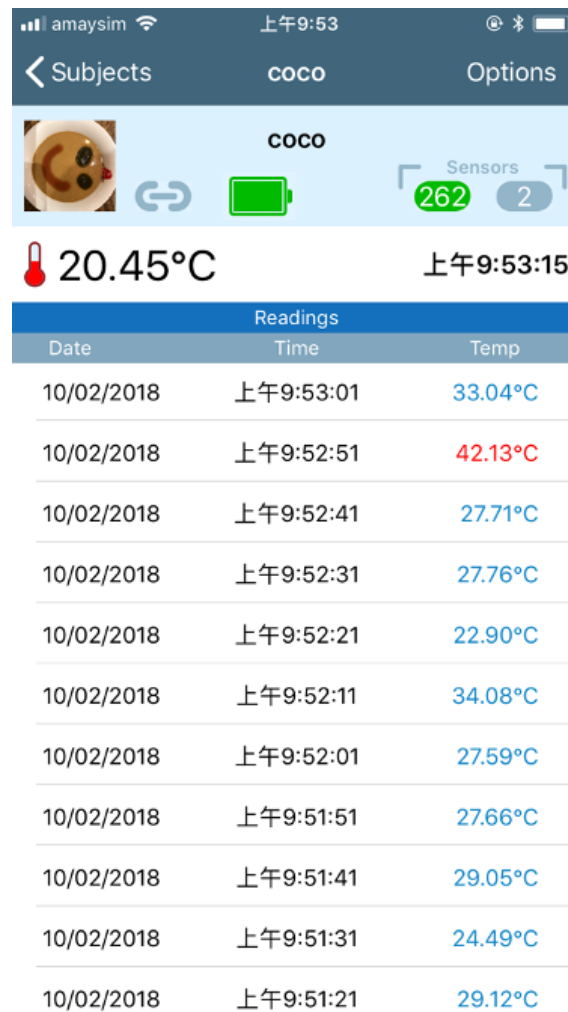 amaysim 上午9:53
Subjects coco Options
coco
Sensors
262 2
20.45°C 上午9:53:15
Readings
Date Time Temp
10/02/2018 上午9:53:01 33.04°C
10/02/2018 上午9:52:51 42.13°C
10/02/2018 上午9:52:41 27.71°C
10/02/2018 上午9:52:31 27.76°C
10/02/2018 上午9:52:21 22.90°C
10/02/2018 上午9:52:11 34.08°C
10/02/2018 上午9:52:01 27.59°C
10/02/2018 上午9:51:51 27.66°C
10/02/2018 上午9:51:41 29.05°C
10/02/2018 上午9:51:31 24.49°C
10/02/2018 上午9:51:21 29.12°C